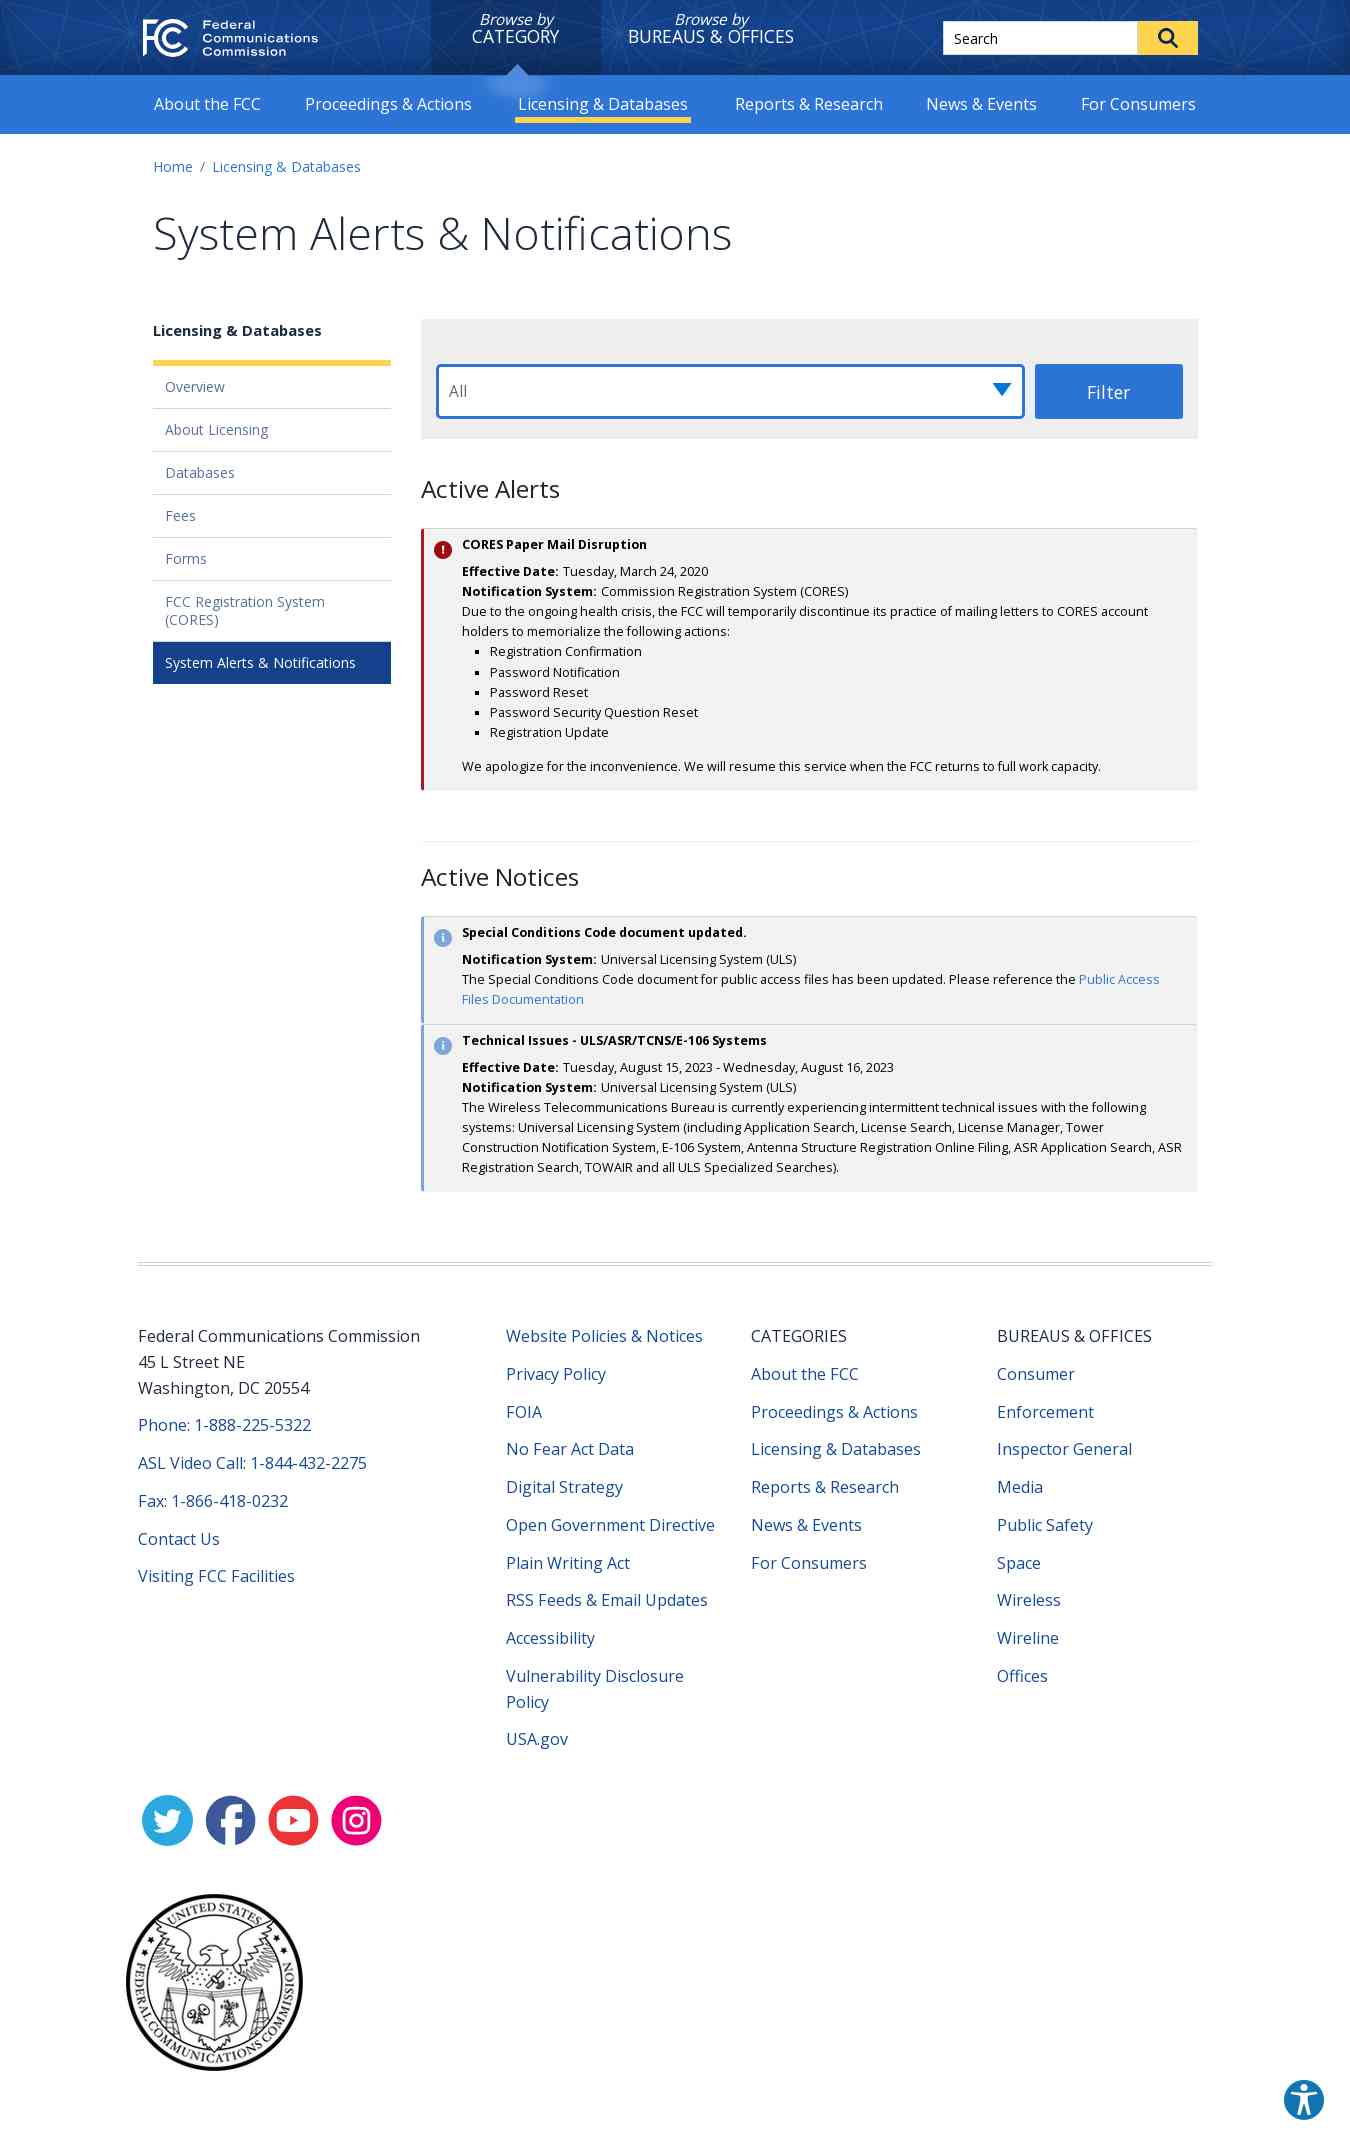 FCC Federal
Communications
Commission
Browse by
CATEGORY
Browse by
BUREAUS & OFFICES
Search
About the FCC
Proceedings & Actions
Licensing & Databases
Reports & Research
News & Events
For Consumers
Home / Licensing & Databases
System Alerts & Notifications
Licensing & Databases
Overview
About Licensing
Databases
Fees
Forms
FCC Registration System
(CORES)
System Alerts & Notifications
All
Filter
Active Alerts
CORES Paper Mail Disruption
Effective Date: Tuesday, March 24, 2020
Notification System: Commission Registration System (CORES)
Due to the ongoing health crisis, the FCC will temporarily discontinue its practice of mailing letters to CORES account
holders to memorialize the following actions:
Registration Confirmation
Password Notification
Password Reset
Password Security Question Reset
Registration Update
We apologize for the inconvenience. We will resume this service when the FCC returns to full work capacity.
Active Notices
Special Conditions Code document updated.
Notification System: Universal Licensing System (ULS)
The Special Conditions Code document for public access files has been updated. Please reference the Public Access
Files Documentation
Technical Issues - ULS/ASR/TCNS/E-106 Systems
Effective Date: Tuesday, August 15, 2023 - Wednesday, August 16, 2023
Notification System: Universal Licensing System (ULS)
The Wireless Telecommunications Bureau is currently experiencing intermittent technical issues with the following
systems: Universal Licensing System (including Application Search, License Search, License Manager, Tower
Construction Notification System, E-106 System, Antenna Structure Registration Online Filing, ASR Application Search, ASR
Registration Search, TOWAIR and all ULS Specialized Searches).
Federal Communications Commission
45 L Street NE
Washington, DC 20554
Phone: 1-888-225-5322
ASL Video Call: 1-844-432-2275
Fax: 1-866-418-0232
Contact Us
Visiting FCC Facilities
Website Policies & Notices
Privacy Policy
FOIA
No Fear Act Data
Digital Strategy
Open Government Directive
Plain Writing Act
RSS Feeds & Email Updates
Accessibility
Vulnerability Disclosure
Policy
USA.gov
CATEGORIES
About the FCC
Proceedings & Actions
Licensing & Databases
Reports & Research
News & Events
For Consumers
BUREAUS & OFFICES
Consumer
Enforcement
Inspector General
Media
Public Safety
Space
Wireless
Wireline
Offices
UNITED STATES
FEDERAL COMMUNICATIONS COMMISSION